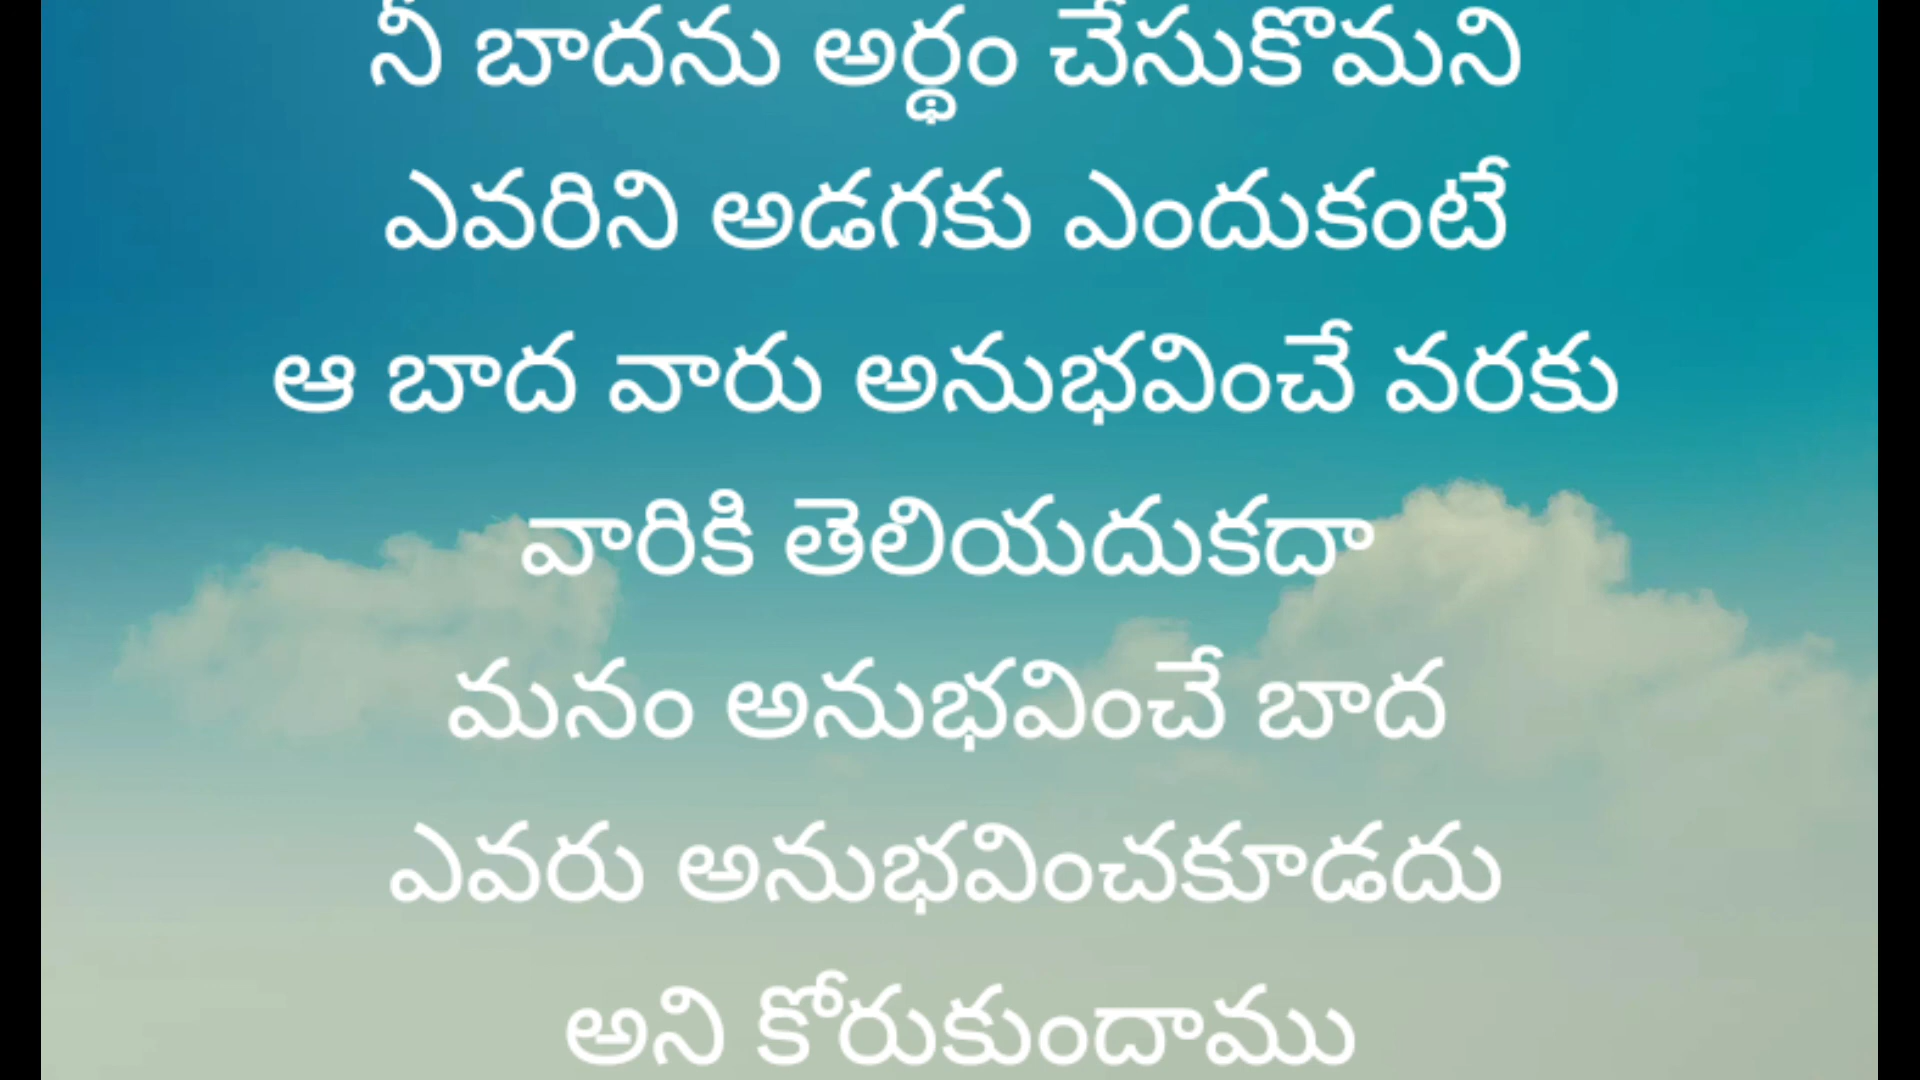 నీ బాదను అర్థం చేసుకొమని
ఎవరిని అడగకు ఎందుకంటే
ఆ బాద వారు అనుభవించే వరకు
వారికి తెలియదుకదా
మనం అనుభవించే బాద
ఎవరు అనుభవించకూడదు
అని కోరుకుందాము